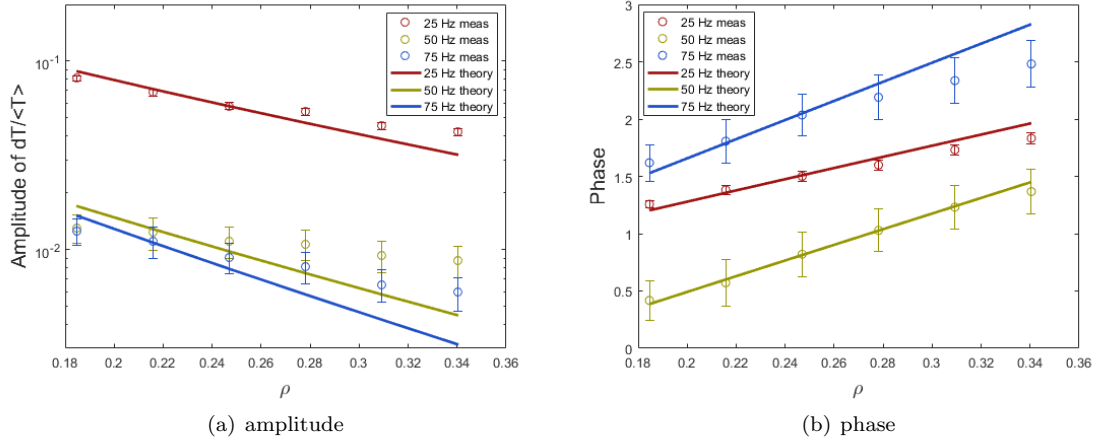 25 Hz meas
50 Hz meas
75 Hz meas
25 Hz theory
50 Hz theory
75 Hz theory
10^-1
10^-2
Amplitude of dT/<T>
0.18 0.2 0.22 0.24 0.26 0.28 0.3 0.32 0.34 0.36
ρ
(a) amplitude
25 Hz meas
50 Hz meas
75 Hz meas
25 Hz theory
50 Hz theory
75 Hz theory
3
2.5
2
1.5
1
0.5
0
Phase
0.18 0.2 0.22 0.24 0.26 0.28 0.3 0.32 0.34 0.36
ρ
(b) phase